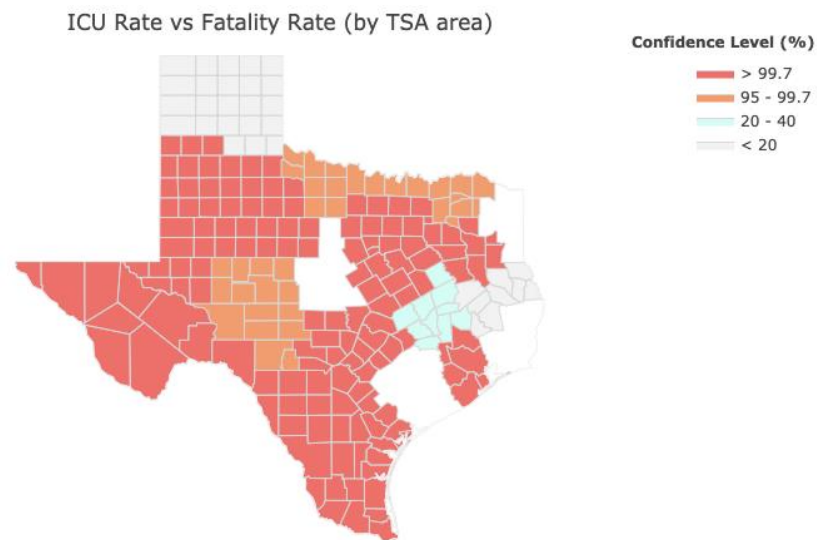 ICU Rate vs Fatality Rate (by TSA area)
Confidence Level (%)
> 99.7
95 - 99.7
20 - 40
< 20